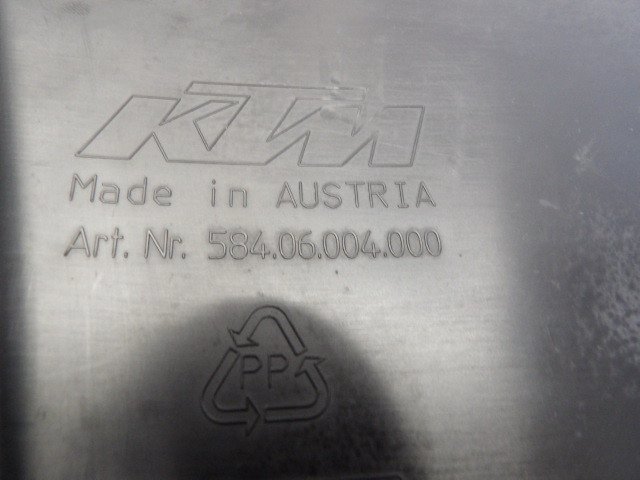 KTM
Made in AUSTRIA
Art. Nr. 584.06.004.000
PP